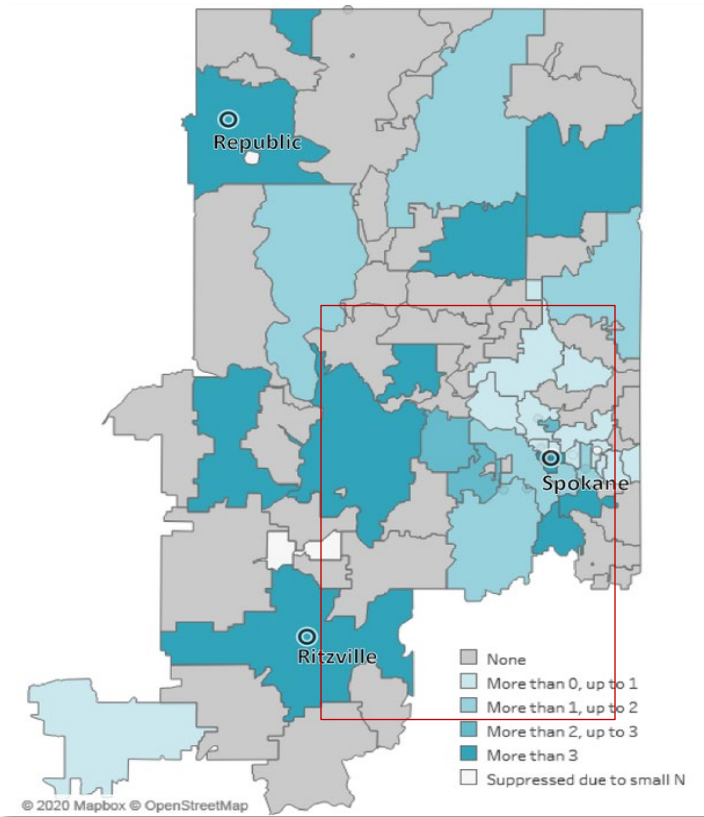 Republic
Spokane
Ritzville
None
More than 0, up to 1
More than 1, up to 2
More than 2, up to 3
More than 3
Suppressed due to small N
© 2020 Mapbox © OpenStreetMap